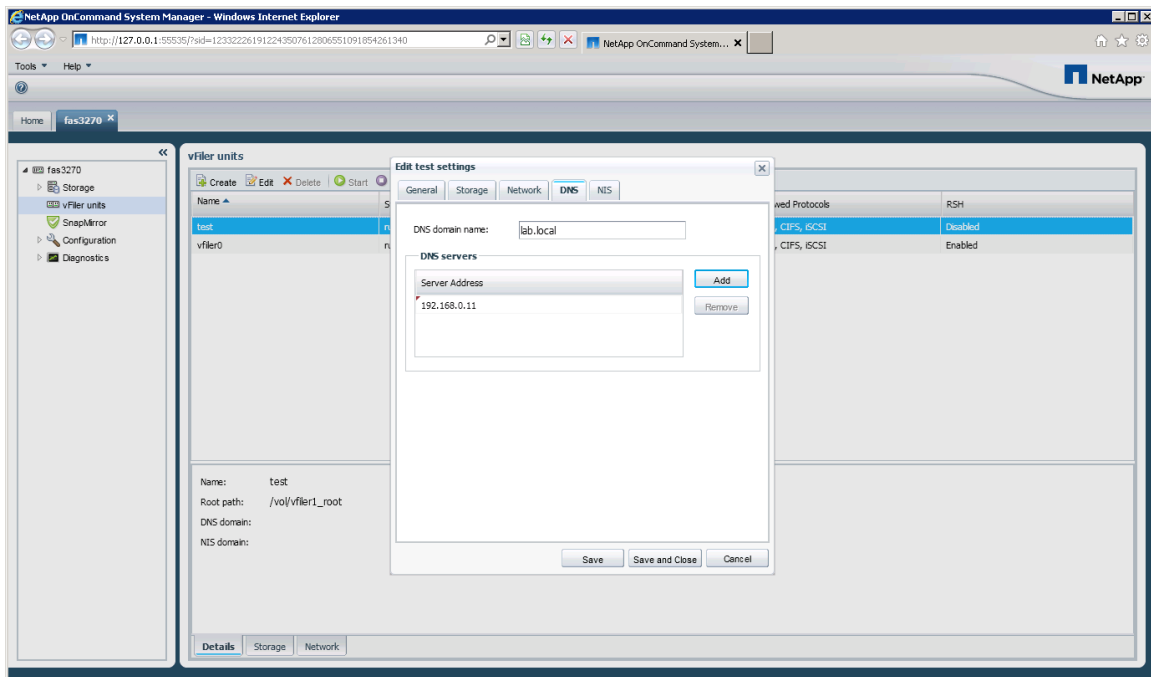 NetApp OnCommand System Manager - Windows Internet Explorer
http://127.0.0.1:55535/?sid=12332226191224350761280655109185426​1340
NetApp OnCommand System...
Tools Help
NetApp
Home fas3270
fas3270
Storage
vFiler units
SnapMirror
Configuration
Diagnostics
vFiler units
Create Edit Delete Start
Name S wed Protocols RSH
test , CIFS, iSCSI Disabled
vfiler0 , CIFS, iSCSI Enabled
Edit test settings
General Storage Network DNS NIS
DNS domain name: lab.local
DNS servers
Server Address
192.168.0.11
Add
Remove
Save Save and Close Cancel
Name: test
Root path: /vol/vfiler1_root
DNS domain:
NIS domain:
Details Storage Network